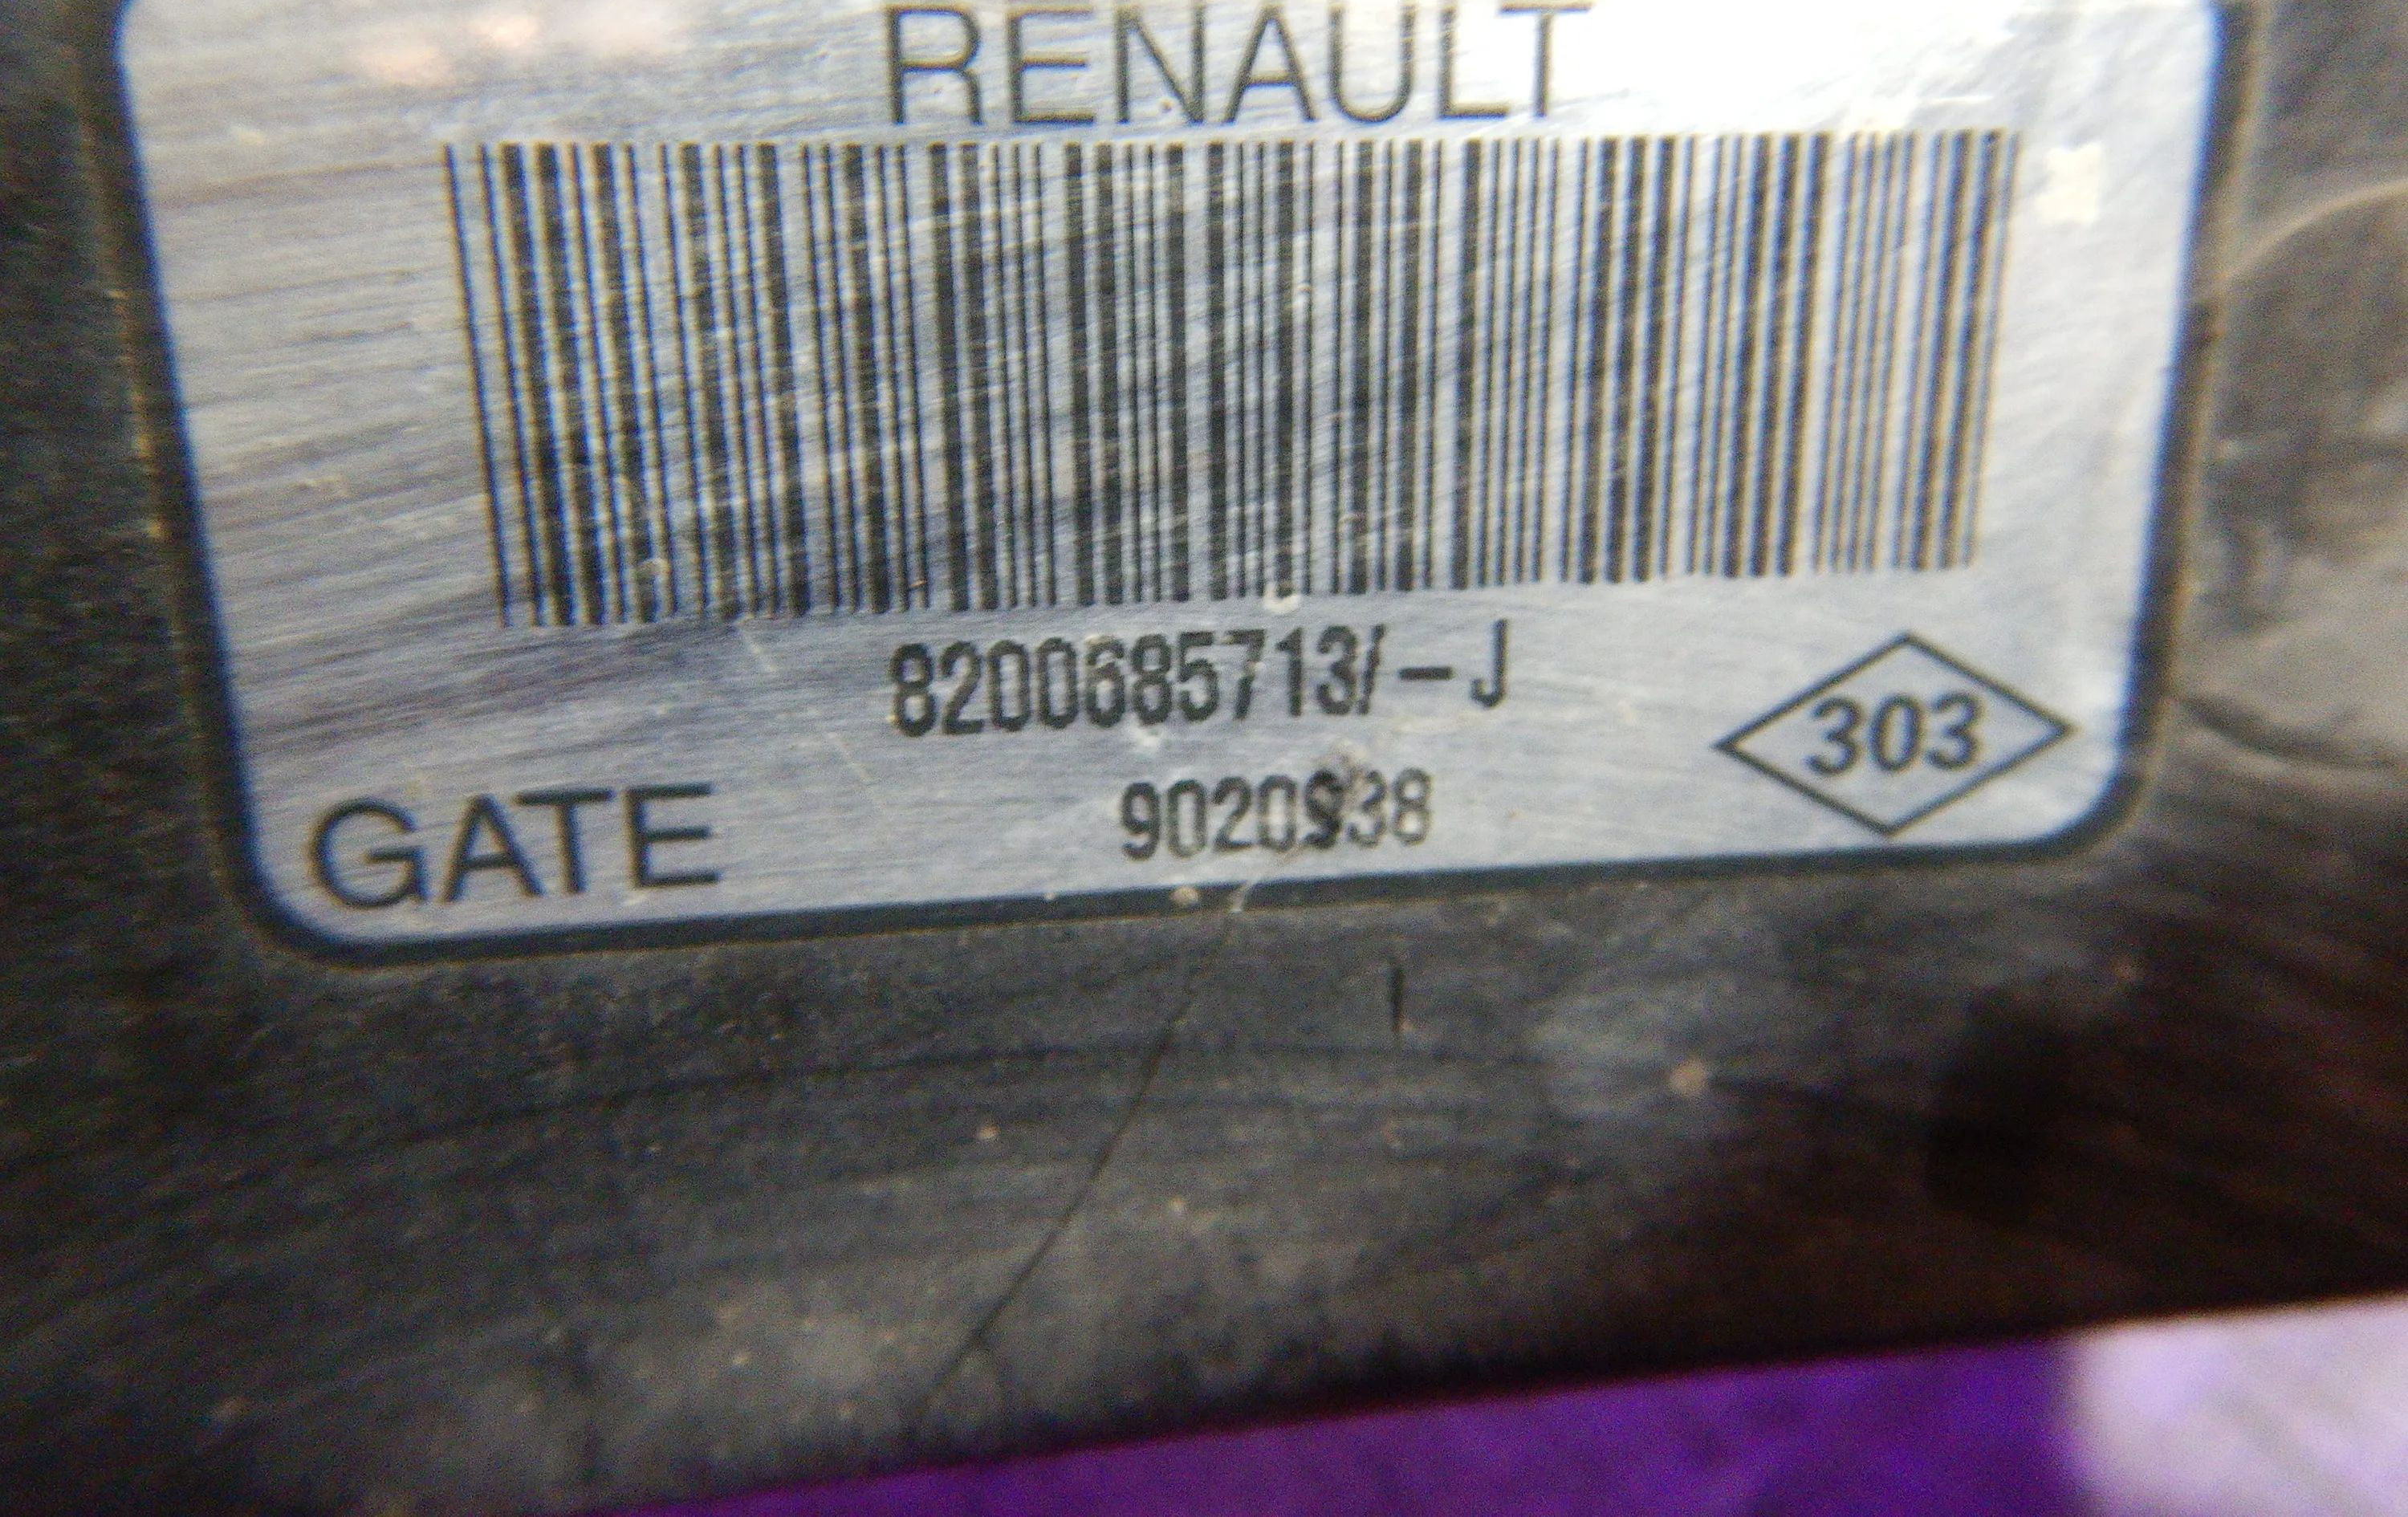 RENAULT
8200685713/-J
303
GATE